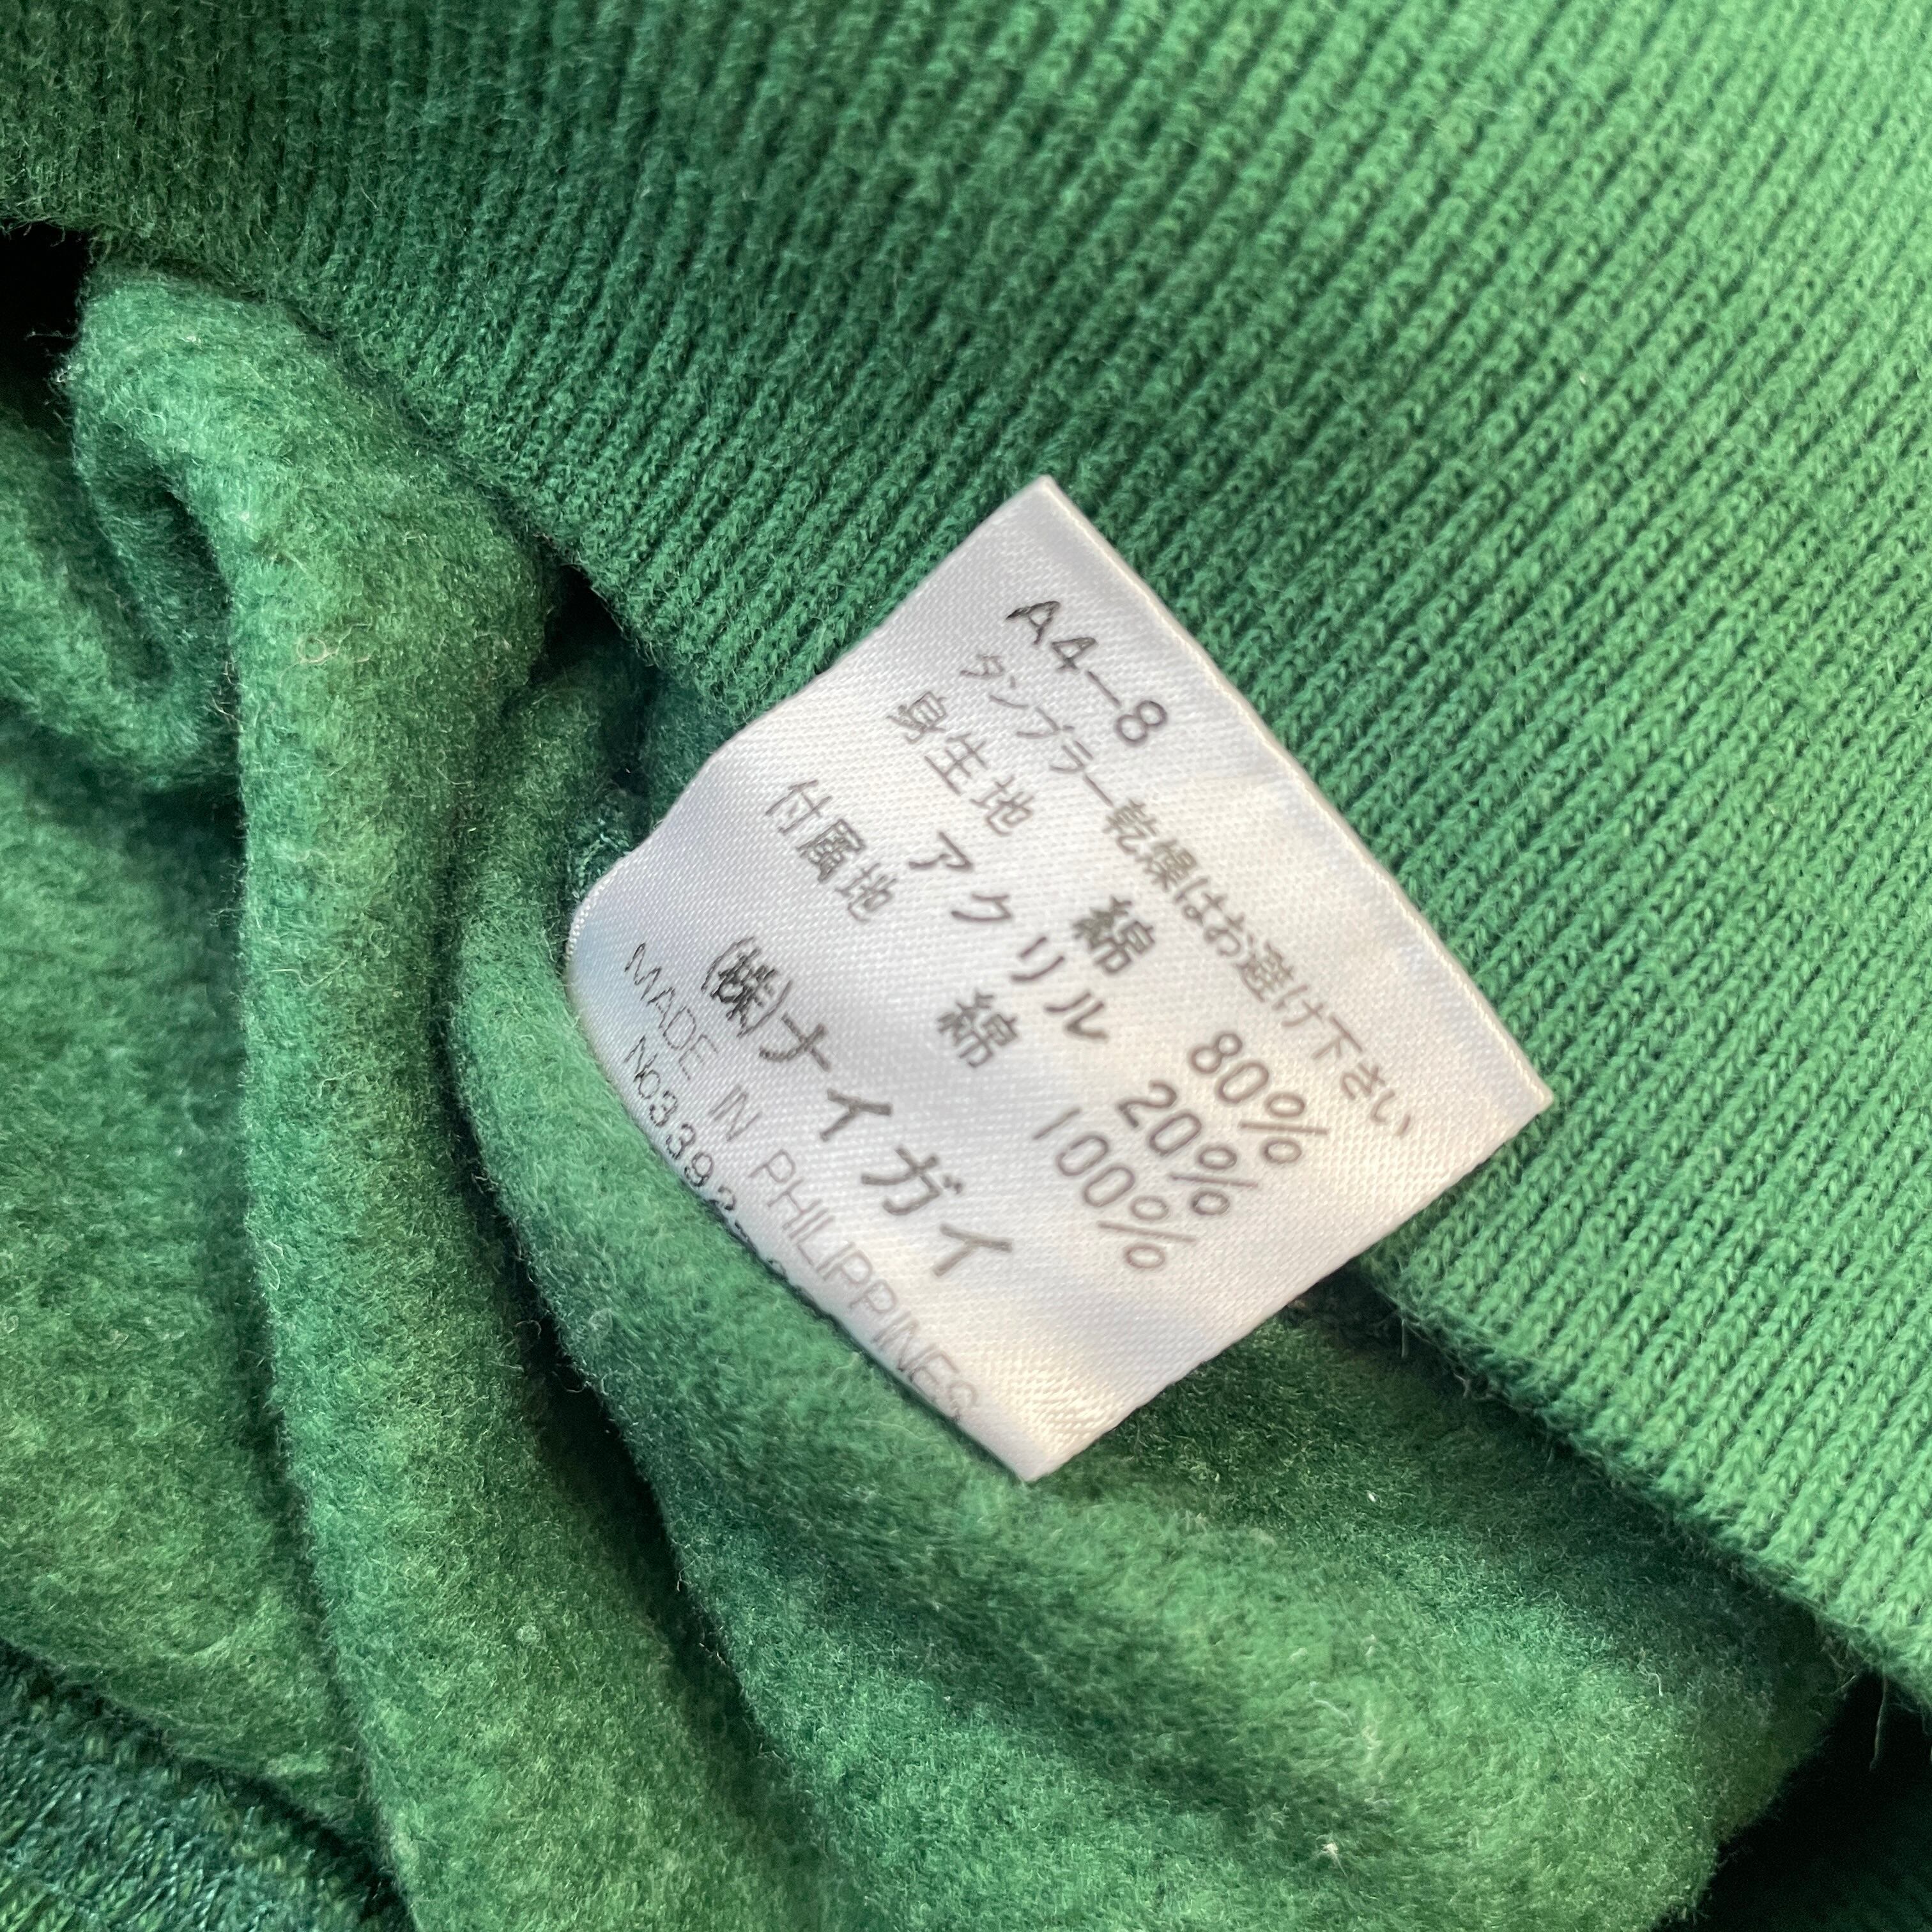 A4-8
タンブラー乾燥はお避け下さい
身生地 綿 80%
アクリル 20%
付属地 綿 100%
(株)ナイガイ
MADE IN PHILIPPINES